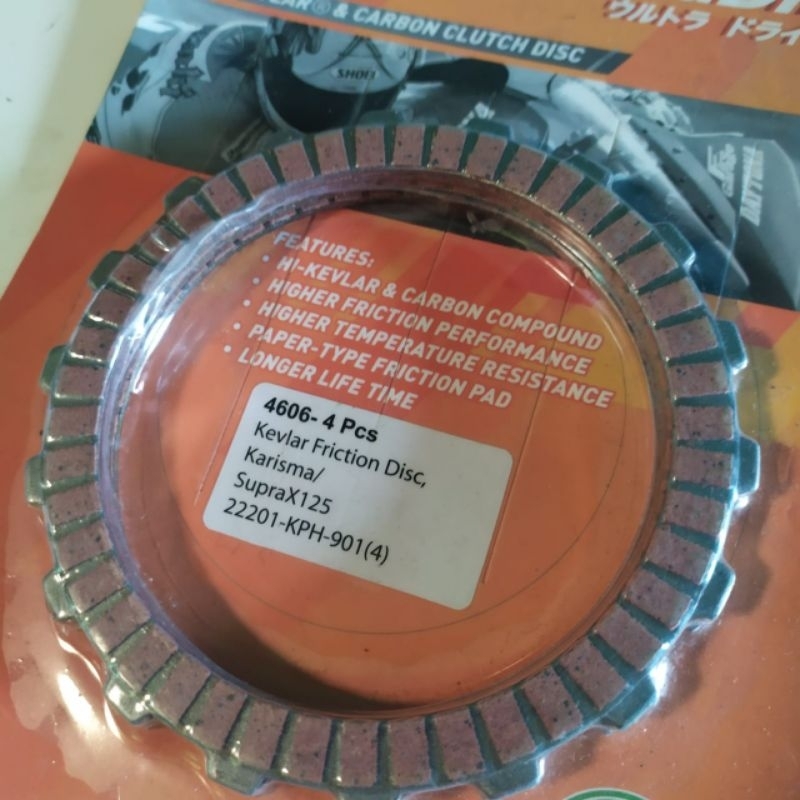 & CARBON CLUTCH DISC
ウルトラ ドライ
SHOEI
DAYTONA
FEATURES:
• HI-KEVLAR & CARBON COMPOUND
• HIGHER FRICTION PERFORMANCE
• HIGHER TEMPERATURE RESISTANCE
• PAPER-TYPE FRICTION PAD
• LONGER LIFE TIME
4606- 4 Pcs
Kevlar Friction Disc,
Karisma/
SupraX125
22201-KPH-901(4)